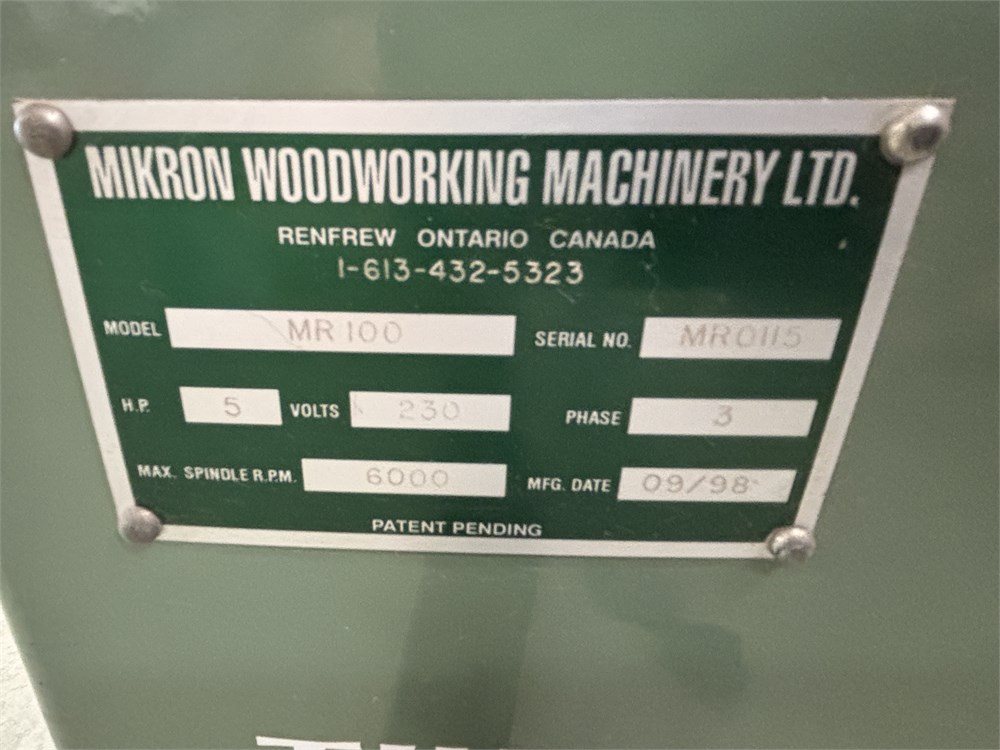 MIKRON WOODWORKING MACHINERY LTD.
RENFREW ONTARIO CANADA
1-613-432-5323
MODEL MR100 SERIAL NO. MR0115
H.P. 5 VOLTS 230 PHASE 3
MAX. SPINDLE R.P.M. 6000 MFG. DATE 09/98
PATENT PENDING